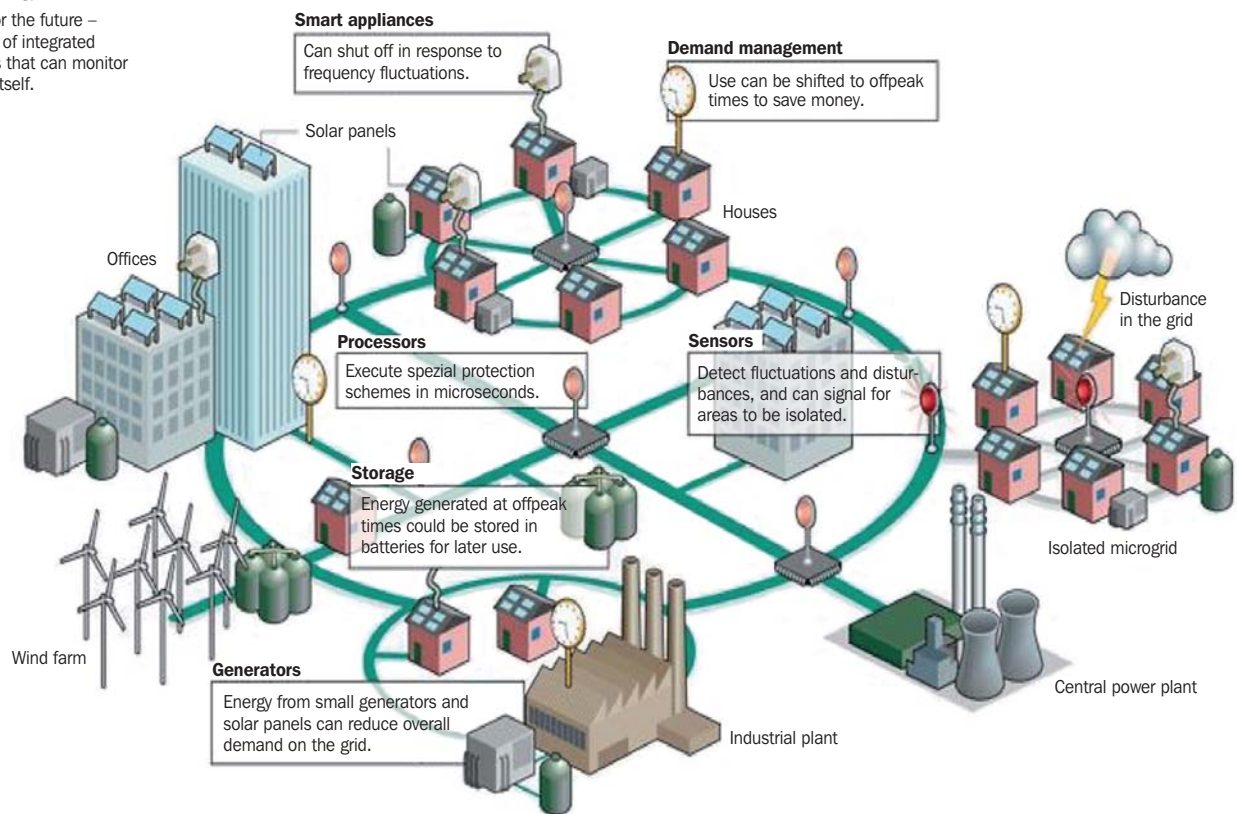 or the future –
of integrated
s that can monitor
tself.
Smart appliances
Can shut off in response to
frequency fluctuations.
Demand management
Use can be shifted to offpeak
times to save money.
Solar panels
Houses
Offices
Disturbance
in the grid
Processors
Execute spezial protection
schemes in microseconds.
Sensors
Detect fluctuations and distur-
bances, and can signal for
areas to be isolated.
Storage
Energy generated at offpeak
times could be stored in
batteries for later use.
Isolated microgrid
Wind farm
Generators
Energy from small generators and
solar panels can reduce overall
demand on the grid.
Central power plant
Industrial plant